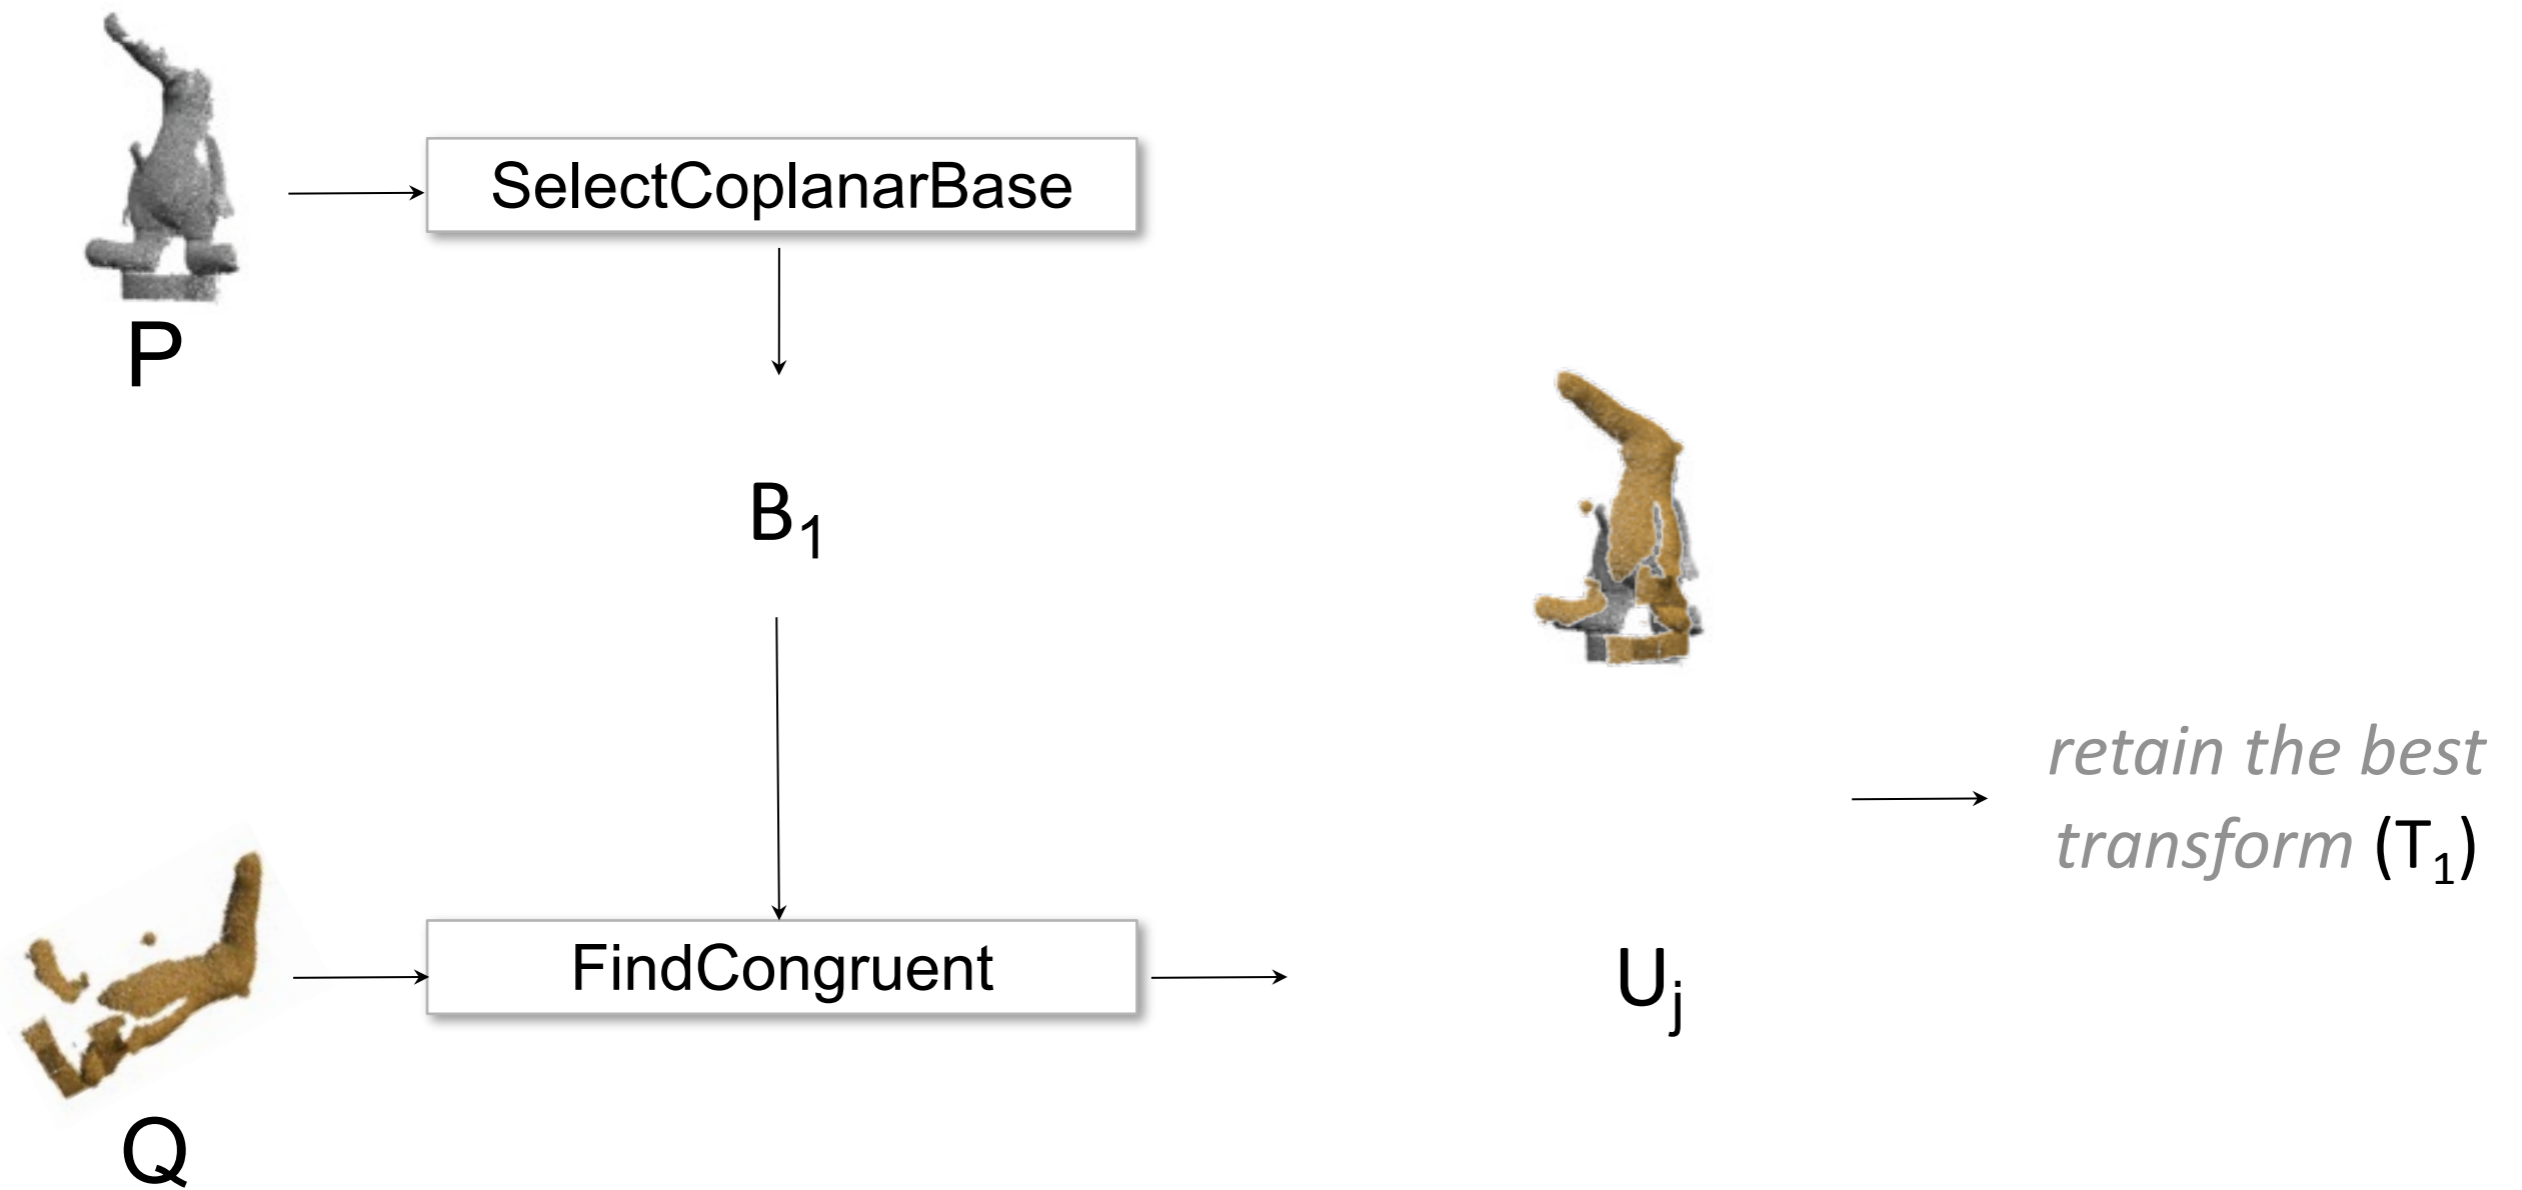 SelectCoplanarBase
P
B1
retain the best
transform (T1)
FindCongruent
Uj
Q